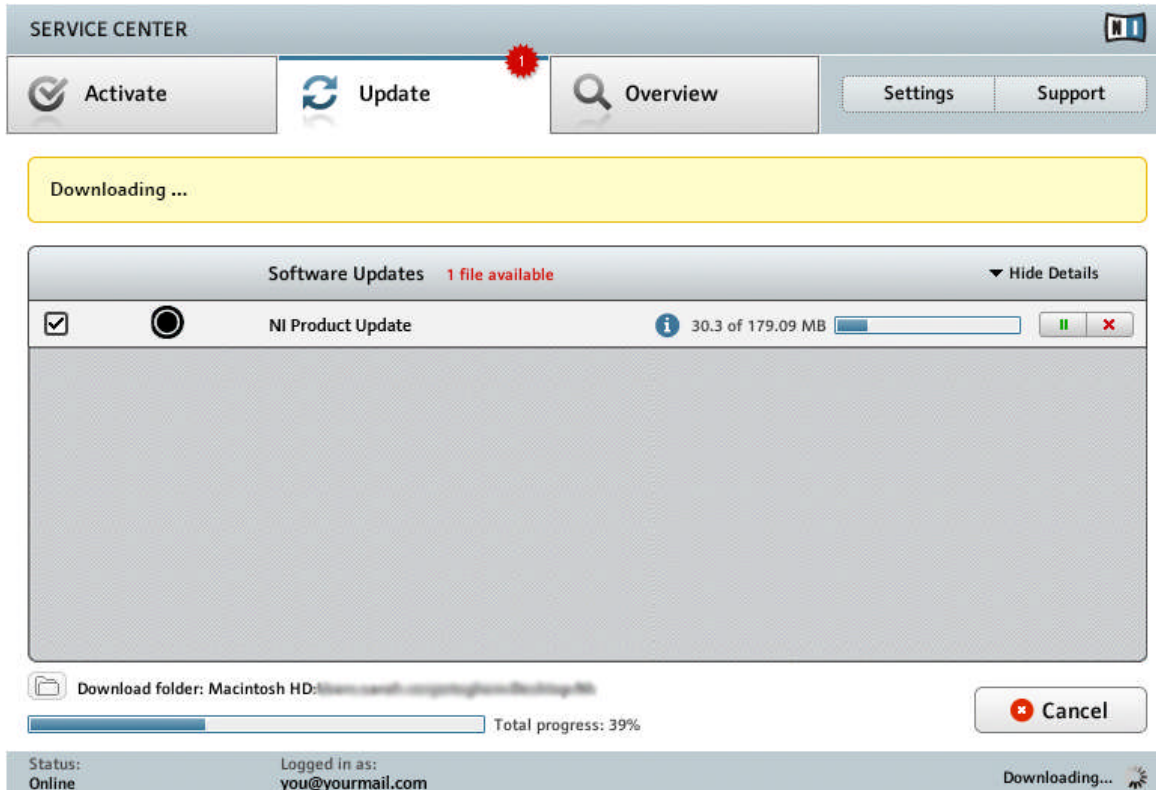 SERVICE CENTER
NI
Activate
Update
1
Overview
Settings
Support
Downloading ...
Software Updates 1 file available
Hide Details
NI Product Update
i
30.3 of 179.09 MB
Download folder: Macintosh HD:
Total progress: 39%
Cancel
Status:
Online
Logged in as:
you@yourmail.com
Downloading...